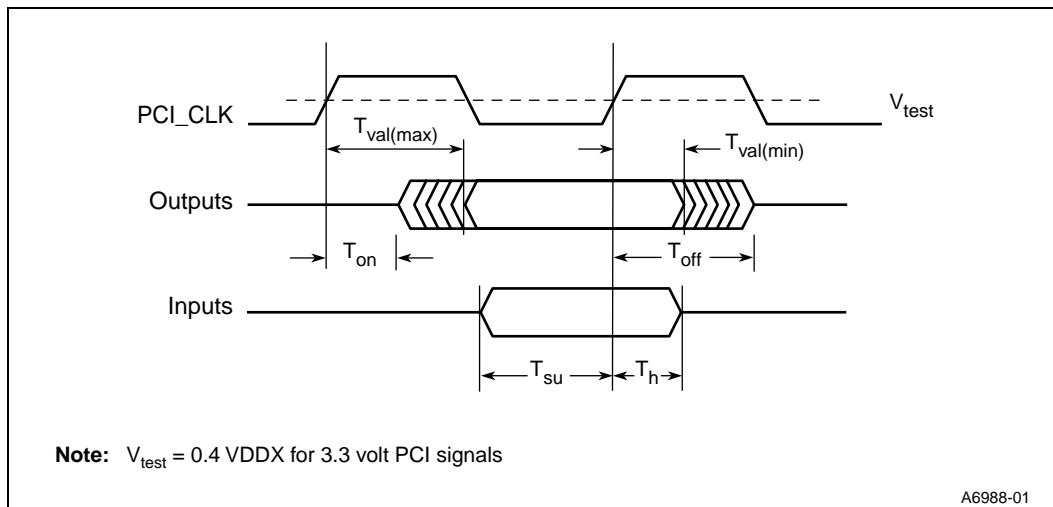 PCI_CLK
V_test
T_val(max)
T_val(min)
Outputs
T_on
T_off
Inputs
T_su
T_h
Note: V_test = 0.4 VDDX for 3.3 volt PCI signals
A6988-01